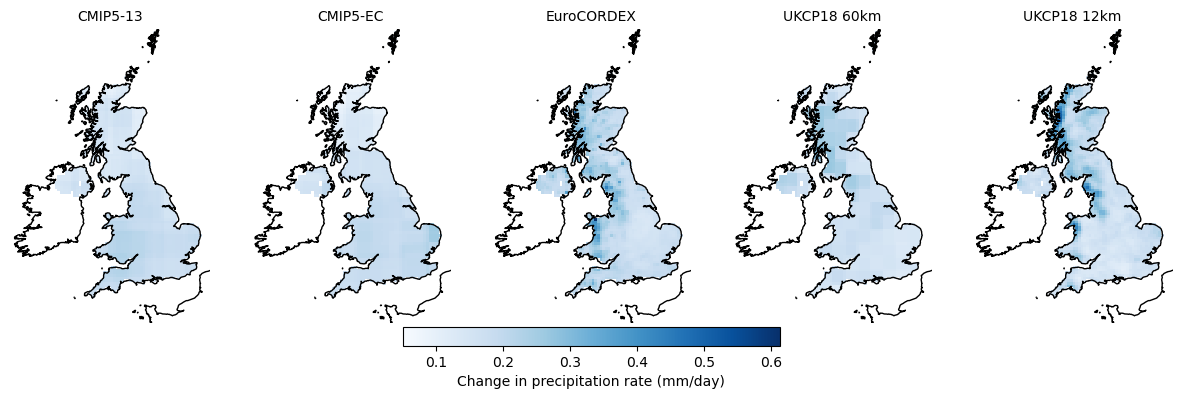 CMIP5-13
CMIP5-EC
EuroCORDEX
UKCP18 60km
UKCP18 12km
0.1 0.2 0.3 0.4 0.5 0.6
Change in precipitation rate (mm/day)